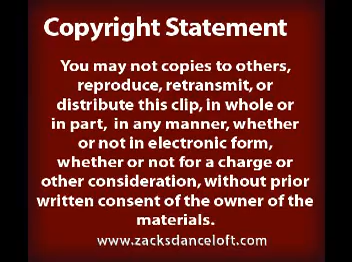 Copyright Statement
You may not copies to others,
reproduce, retransmit, or
distribute this clip, in whole or
in part, in any manner, whether
or not in electronic form,
whether or not for a charge or
other consideration, without prior
written consent of the owner of the
materials.
www.zacksdanceloft.com